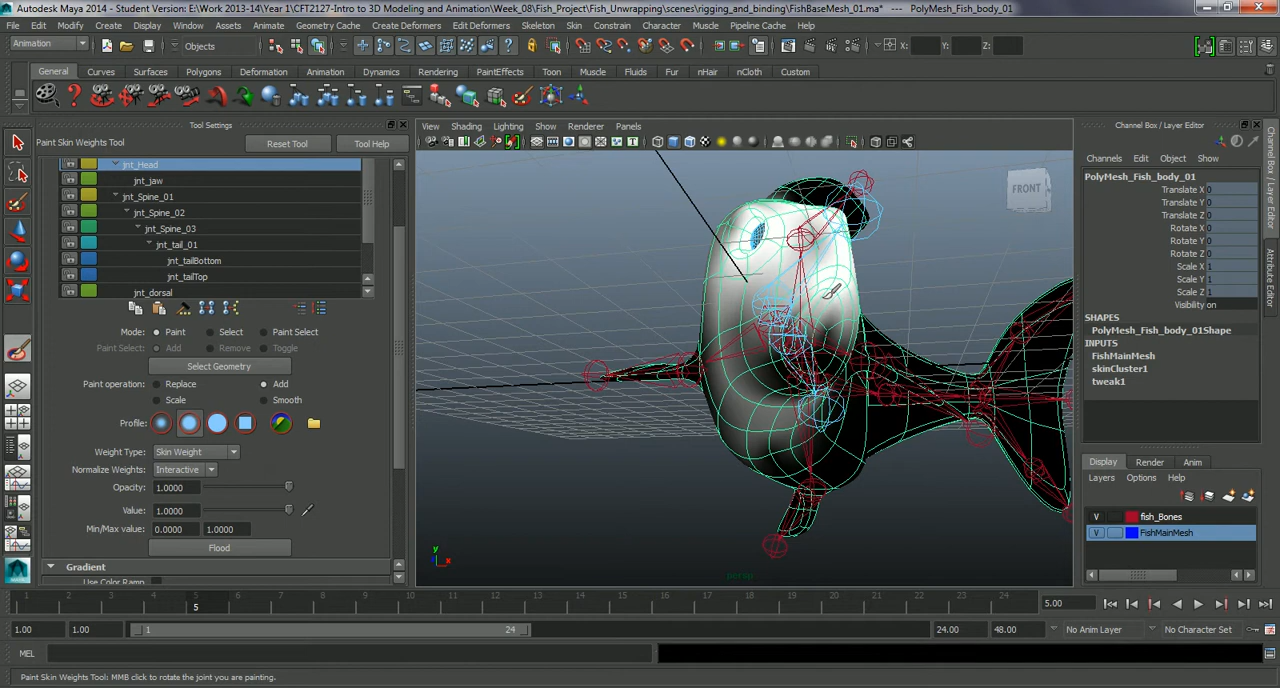 Autodesk Maya 2014 - Student Version: E:\Work 2013-14\Year 1\CFT2127-Intro to 3D Modeling and Animation\Week_08\Fish_Project\Fish_Unwrapping\scenes\rigging_and_binding\FishBaseMesh_01.ma* --- PolyMesh_Fish_body_01
File Edit Modify Create Display Window Assets Animate Geometry Cache Create Deformers Edit Deformers Skeleton Skin Constrain Character Muscle Pipeline Cache Help
Animation Objects X: Y: Z:
General Curves Surfaces Polygons Deformation Animation Dynamics Rendering PaintEffects Toon Muscle Fluids Fur nHair nCloth Custom
Tool Settings
Paint Skin Weights Tool Reset Tool Tool Help
jnt_Head
jnt_jaw
jnt_Spine_01
jnt_Spine_02
jnt_Spine_03
jnt_tail_01
jnt_tailBottom
jnt_tailTop
jnt_dorsal
Mode: Paint Select Paint Select
Paint Select: Add Remove Toggle
Select Geometry
Paint operation: Replace Add
Scale Smooth
Profile:
Weight Type: Skin Weight
Normalize Weights: Interactive
Opacity: 1.0000
Value: 1.0000
Min/Max value: 0.0000 1.0000
Flood
Gradient
Use Color Ramp
View Shading Lighting Show Renderer Panels
FRONT
y
x
persp
Channel Box / Layer Editor
Channels Edit Object Show
PolyMesh_Fish_body_01
Translate X 0
Translate Y 0
Translate Z 0
Rotate X 0
Rotate Y 0
Rotate Z 0
Scale X 1
Scale Y 1
Scale Z 1
Visibility on
SHAPES
PolyMesh_Fish_body_01Shape
INPUTS
FishMainMesh
skinCluster1
tweak1
Display Render Anim
Layers Options Help
V fish_Bones
V FishMainMesh
Channel Box / Layer Editor
Attribute Editor
1 2 3 4 5 6 7 8 9 10 11 12 13 14 15 16 17 18 19 20 21 22 23 24
5
5.00
1.00 1.00 1 24 24.00 48.00 No Anim Layer No Character Set
MEL
Paint Skin Weights Tool: MMB click to rotate the joint you are painting.